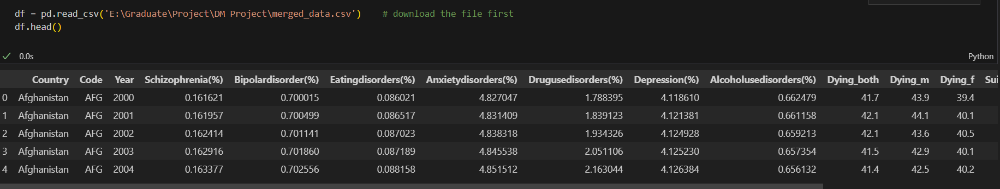 df = pd.read_csv('E:\Graduate\Project\DM Project\merged_data.csv')    # download the file first
df.head()
0.0s
Python
Country Code Year Schizophrenia(%) Bipolardisorder(%) Eatingdisorders(%) Anxietydisorders(%) Drugusedisorders(%) Depression(%) Alcoholusedisorders(%) Dying_both Dying_m Dying_f Sui
0 Afghanistan AFG 2000 0.161621 0.700015 0.086021 4.827047 1.788395 4.118610 0.662479 41.7 43.9 39.4
1 Afghanistan AFG 2001 0.161957 0.700499 0.086517 4.831409 1.839123 4.121381 0.661158 42.1 44.1 40.1
2 Afghanistan AFG 2002 0.162414 0.701141 0.087023 4.838318 1.934326 4.124928 0.659213 42.1 43.6 40.5
3 Afghanistan AFG 2003 0.162916 0.701860 0.087189 4.845538 2.051106 4.125230 0.657354 41.5 42.9 40.1
4 Afghanistan AFG 2004 0.163377 0.702556 0.088158 4.851512 2.163044 4.126384 0.656132 41.4 42.5 40.2